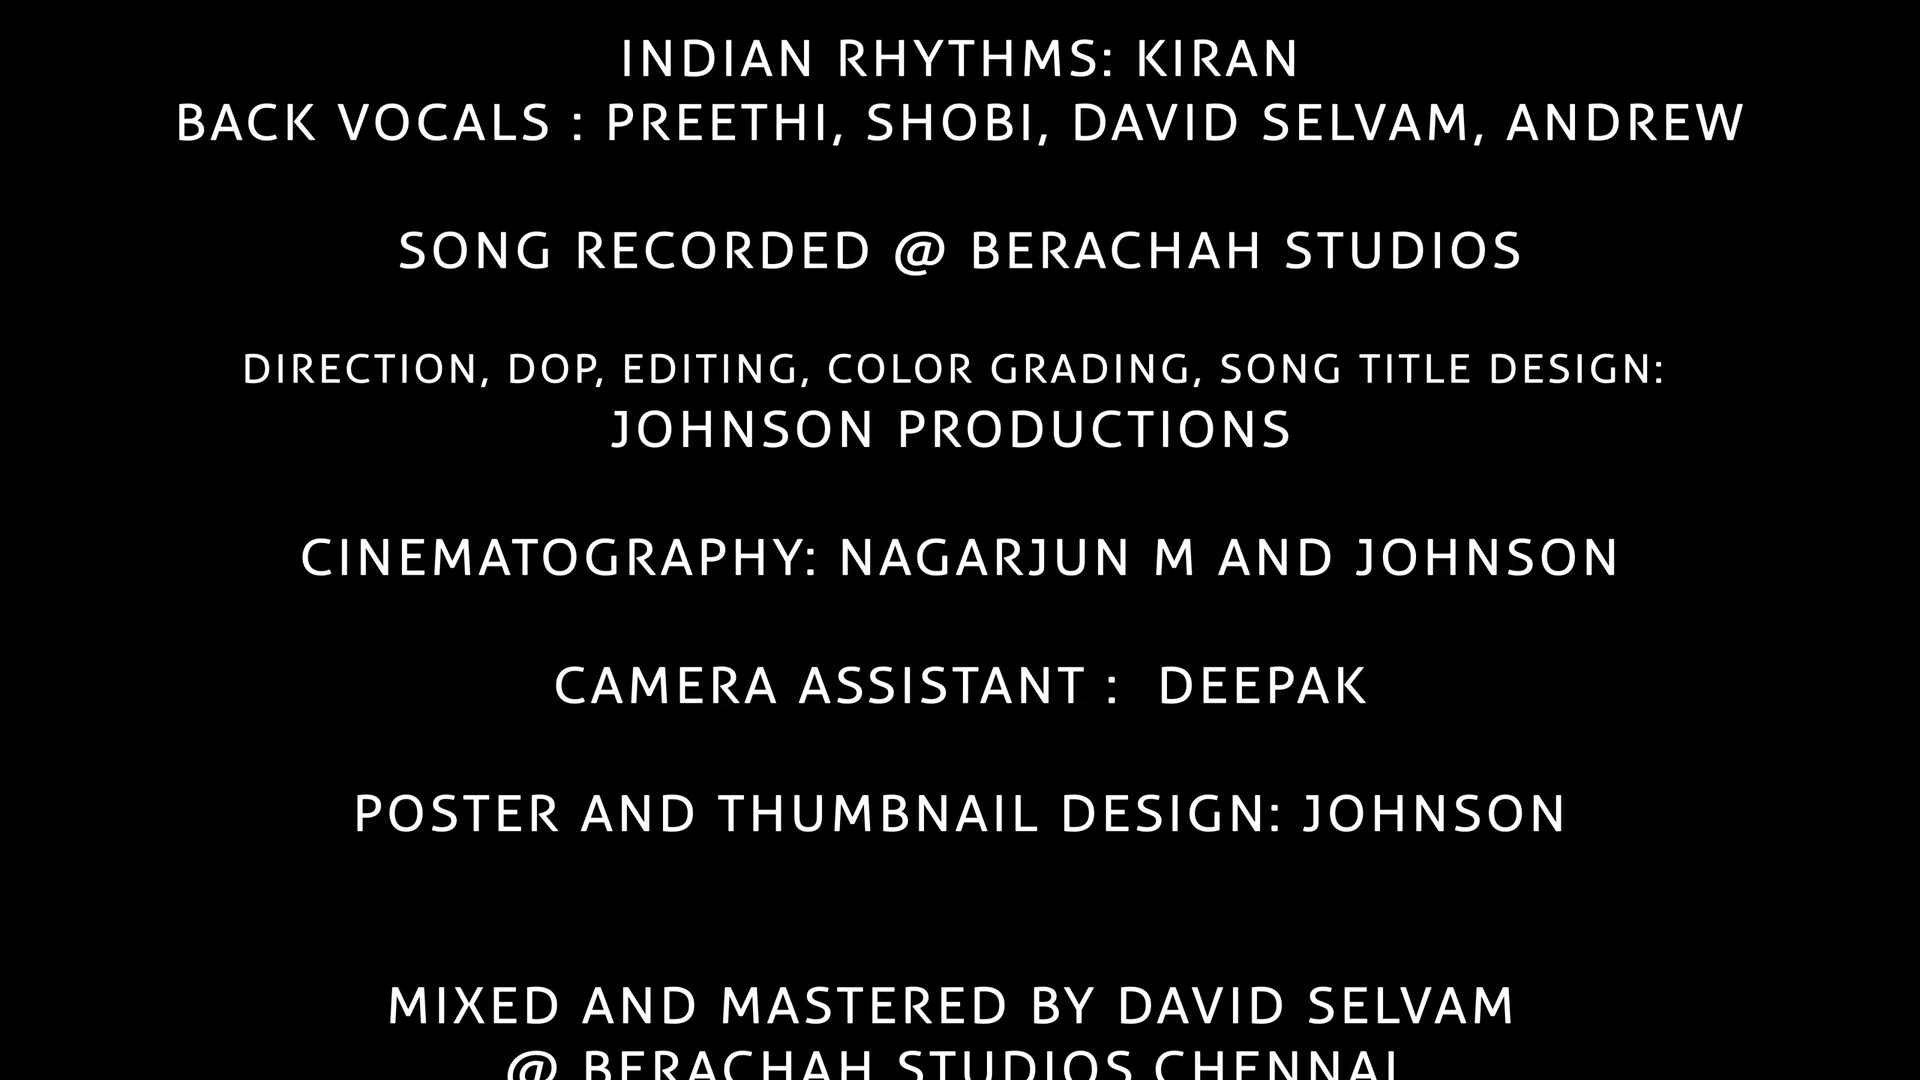 INDIAN RHYTHMS: KIRAN
BACK VOCALS : PREETHI, SHOBI, DAVID SELVAM, ANDREW
SONG RECORDED @ BERACHAH STUDIOS
DIRECTION, DOP, EDITING, COLOR GRADING, SONG TITLE DESIGN:
JOHNSON PRODUCTIONS
CINEMATOGRAPHY: NAGARJUN M AND JOHNSON
CAMERA ASSISTANT :  DEEPAK
POSTER AND THUMBNAIL DESIGN: JOHNSON
MIXED AND MASTERED BY DAVID SELVAM
@ BERACHAH STUDIOS CHENNAI